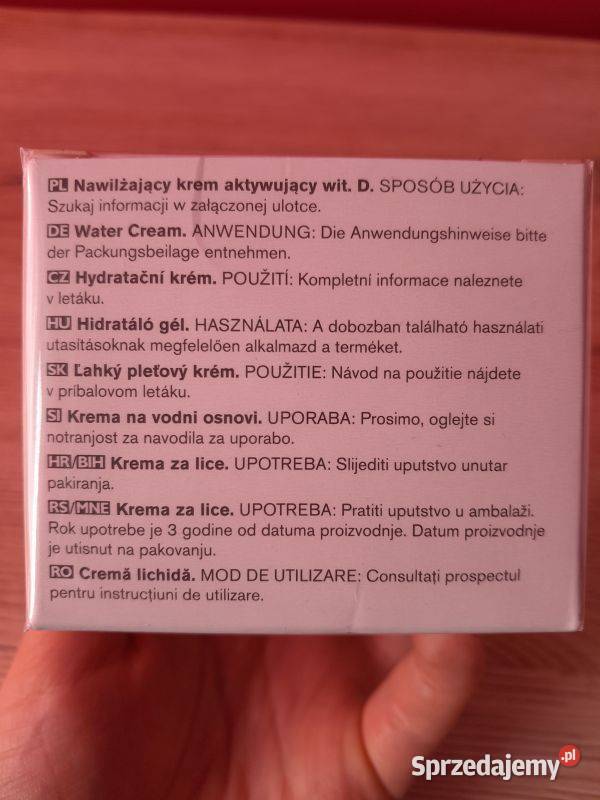 PL Nawilżający krem aktywujący wit. D. SPOSÓB UŻYCIA:
Szukaj informacji w załączonej ulotce.
DE Water Cream. ANWENDUNG: Die Anwendungshinweise bitte
der Packungsbeilage entnehmen.
CZ Hydratační krém. POUŽITÍ: Kompletní informace naleznete
v letáku.
HU Hidratáló gél. HASZNÁLATA: A dobozban található használati
utasításoknak megfelelően alkalmazd a terméket.
SK Ľahký pleťový krém. POUŽITIE: Návod na použitie nájdete
v príbalovom letáku.
SI Krema na vodni osnovi. UPORABA: Prosimo, oglejte si
notranjost za navodila za uporabo.
HR/BIH Krema za lice. UPOTREBA: Slijediti uputstvo unutar
pakiranja.
RS/MNE Krema za lice. UPOTREBA: Pratiti uputstvo u ambalaži.
Rok upotrebe je 3 godine od datuma proizvodnje. Datum proizvodnje
je utisnut na pakovanju.
RO Cremă lichidă. MOD DE UTILIZARE: Consultați prospectul
pentru instrucțiuni de utilizare.
Sprzedajemy.pl